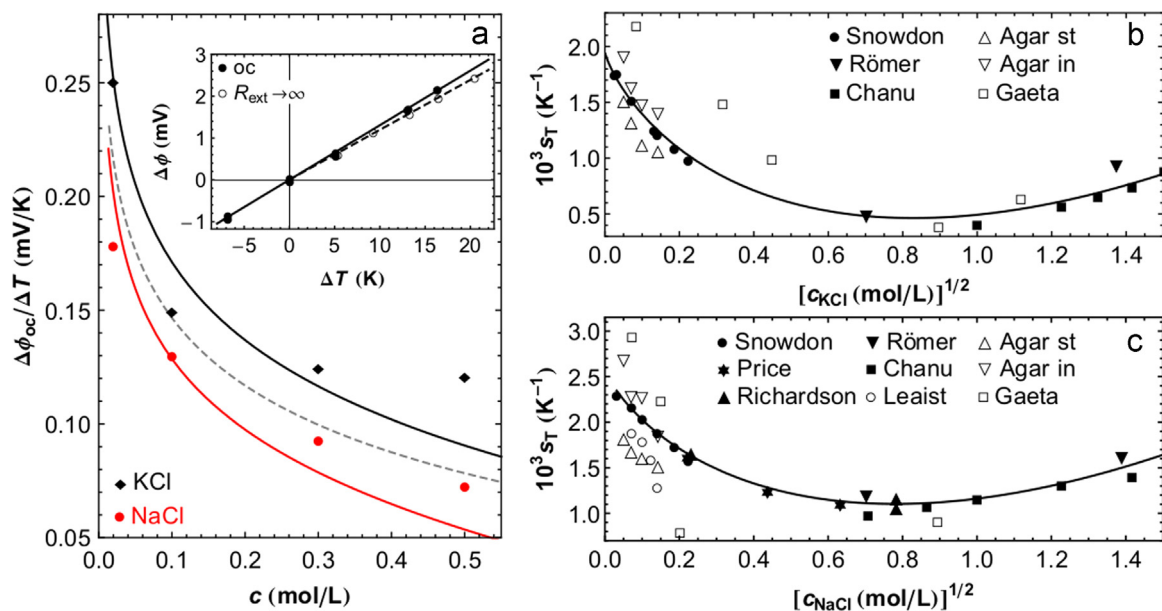 a
0.25
0.20
0.15
0.10
0.05
Δϕoc/ΔT (mV/K)
0.0
0.1
0.2
0.3
0.4
0.5
c (mol/L)
KCl
NaCl
oc
Rext→∞
3
2
1
0
−1
Δϕ (mV)
−5
0
5
10
15
20
ΔT (K)
b
Snowdon
Agar st
Römer
Agar in
Chanu
Gaeta
2.0
1.5
1.0
0.5
10³ sT (K⁻¹)
0.0
0.2
0.4
0.6
0.8
1.0
1.2
1.4
[cKCl (mol/L)]^1/2
c
Snowdon
Römer
Agar st
Price
Chanu
Agar in
Richardson
Leaist
Gaeta
3.0
2.5
2.0
1.5
1.0
10³ sT (K⁻¹)
0.0
0.2
0.4
0.6
0.8
1.0
1.2
1.4
[cNaCl (mol/L)]^1/2